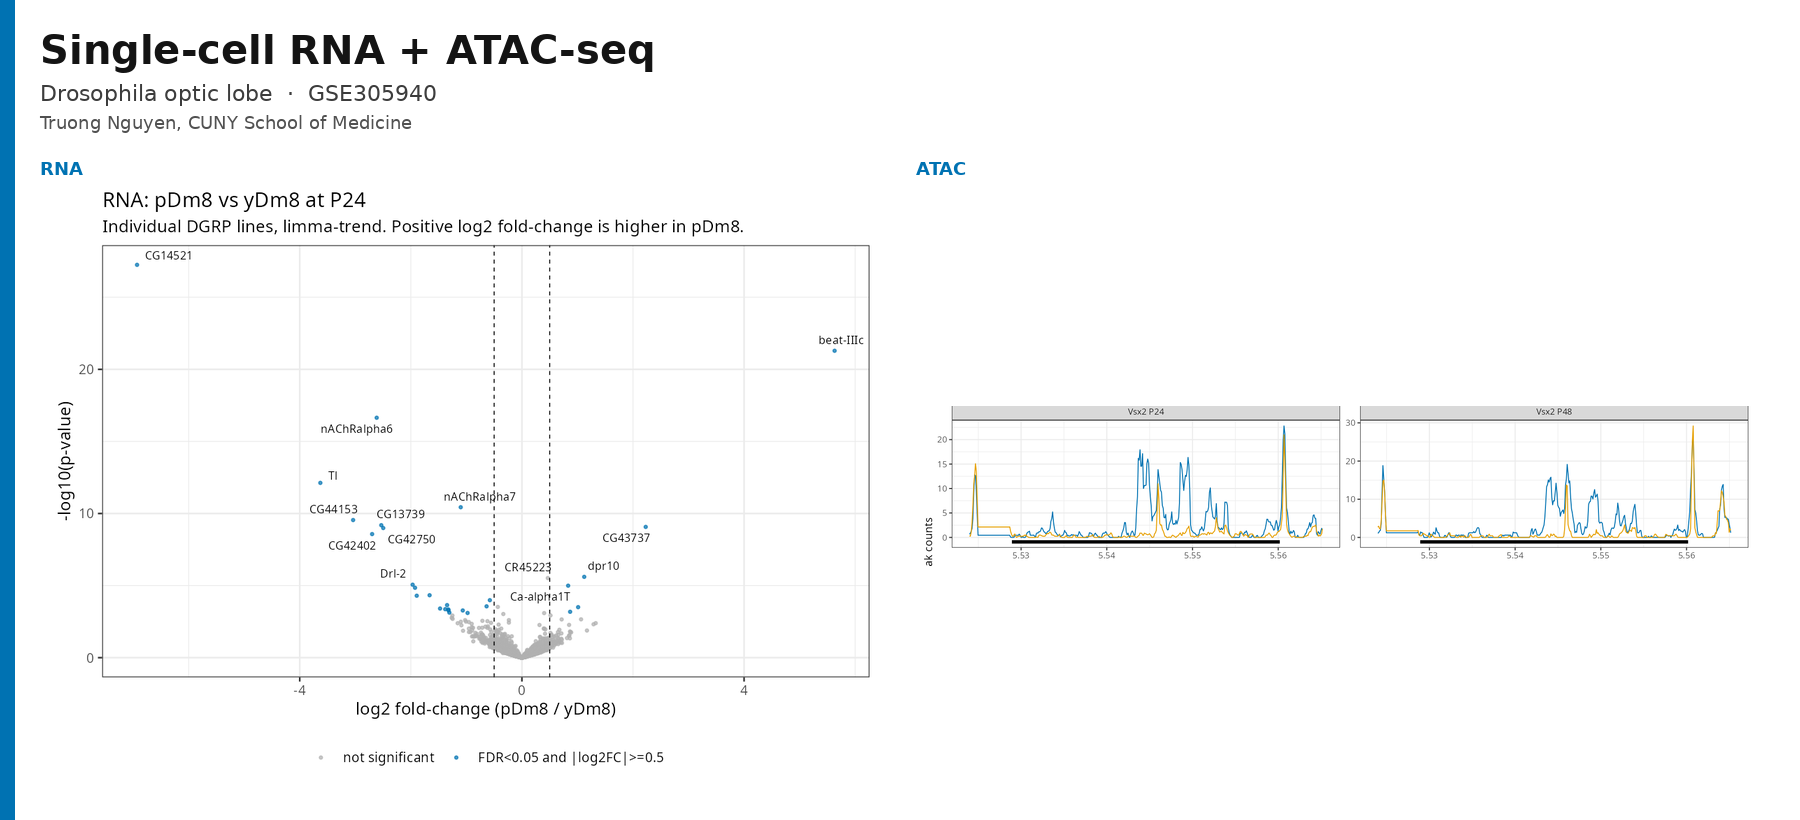 Single-cell RNA + ATAC-seq
Drosophila optic lobe · GSE305940
Truong Nguyen, CUNY School of Medicine
RNA
RNA: pDm8 vs yDm8 at P24
Individual DGRP lines, limma-trend. Positive log2 fold-change is higher in pDm8.
CG14521
beat-IIIc
nAChRalpha6
Tl
nAChRalpha7
CG44153
CG13739
CG42750
CG42402
CG43737
CR45223
dpr10
Drl-2
Ca-alpha1T
20
10
0
-log10(p-value)
-4 0 4
log2 fold-change (pDm8 / yDm8)
not significant FDR<0.05 and |log2FC|>=0.5
ATAC
Vsx2 P24
20
15
10
5
0
5.53 5.54 5.55 5.56
ak counts
Vsx2 P48
30
20
10
0
5.53 5.54 5.55 5.56